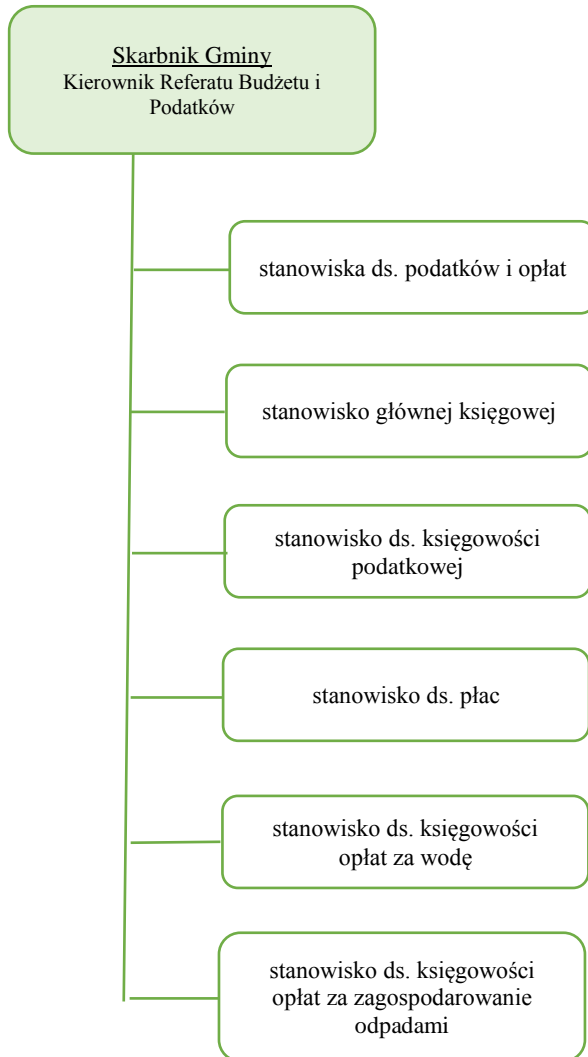 Skarbnik Gminy
Kierownik Referatu Budżetu i
Podatków
stanowiska ds. podatków i opłat
stanowisko głównej księgowej
stanowisko ds. księgowości
podatkowej
stanowisko ds. płac
stanowisko ds. księgowości
opłat za wodę
stanowisko ds. księgowości
opłat za zagospodarowanie
odpadami